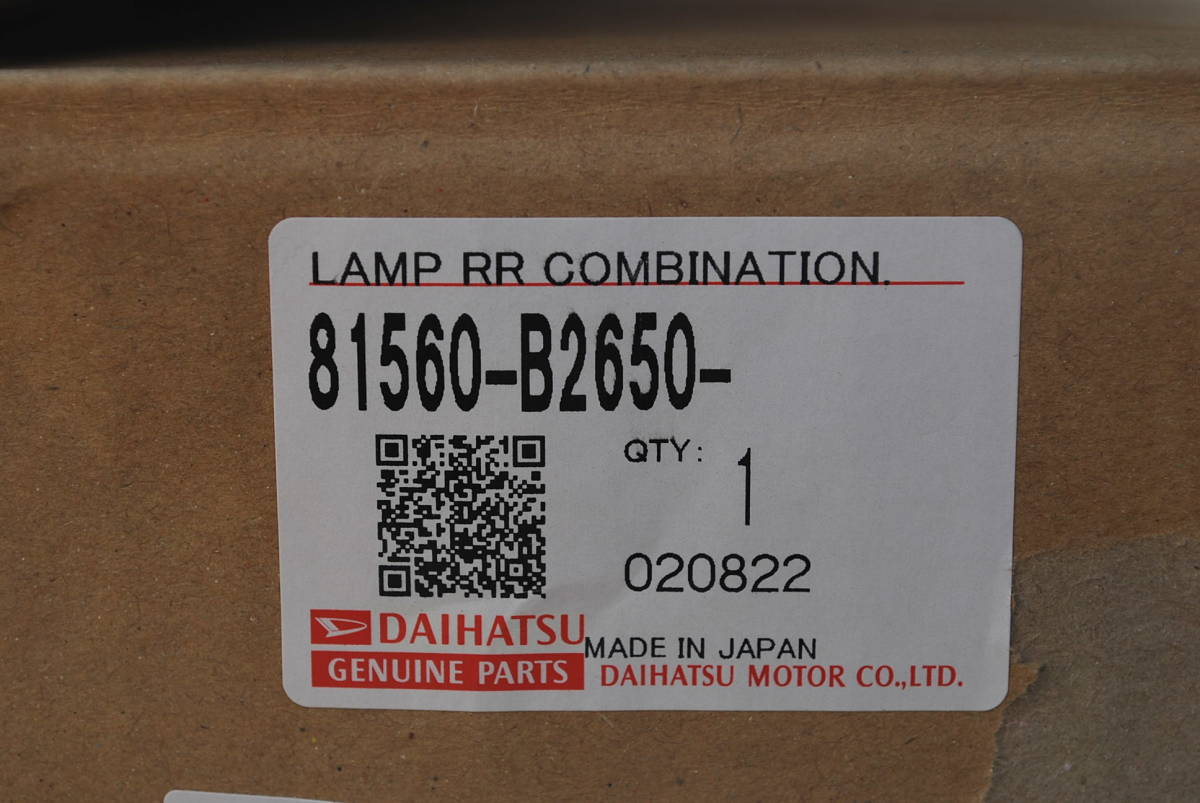 LAMP RR COMBINATION.
81560-B2650-
QTY: 1
020822
DAIHATSU
MADE IN JAPAN
GENUINE PARTS
DAIHATSU MOTOR CO.,LTD.